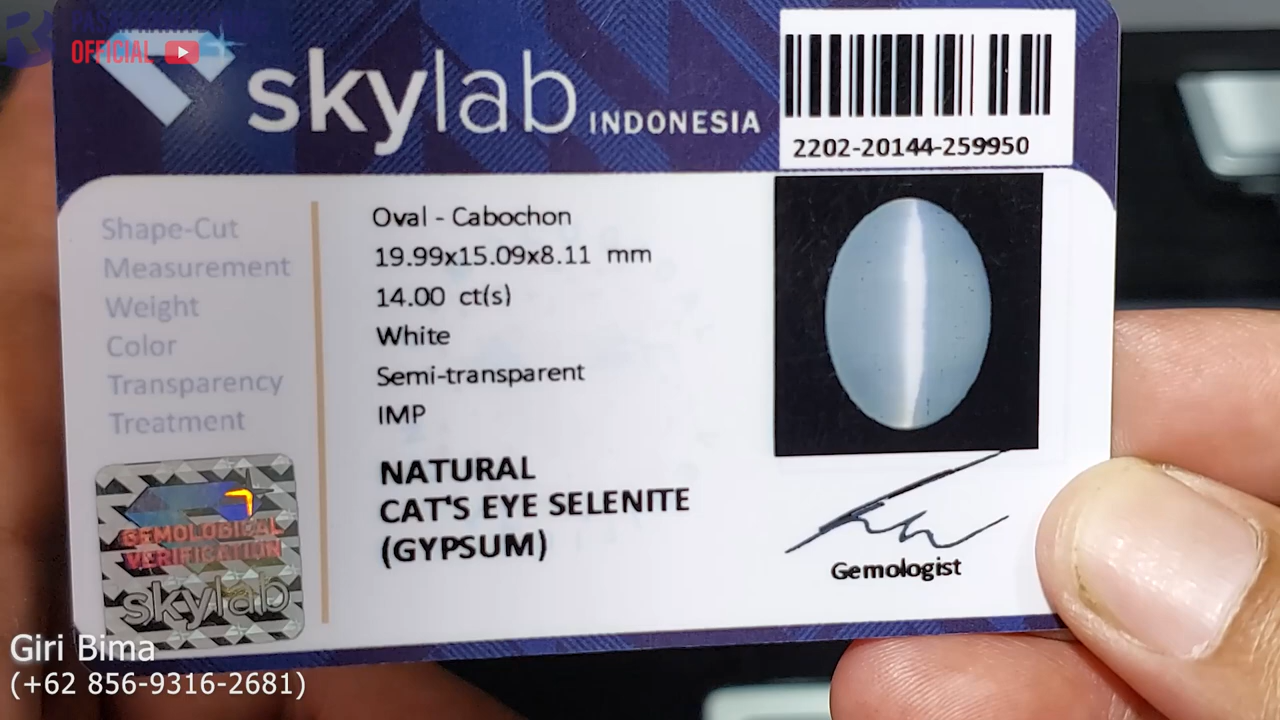 OFFICIAL
skylab INDONESIA
2202-20144-259950
Shape-Cut Oval - Cabochon
Measurement 19.99x15.09x8.11 mm
Weight 14.00 ct(s)
Color White
Transparency Semi-transparent
Treatment IMP
NATURAL
CAT'S EYE SELENITE
(GYPSUM)
GEMOLOGICAL
VERIFICATION
skylab
Gemologist
Giri Bima
(+62 856-9316-2681)